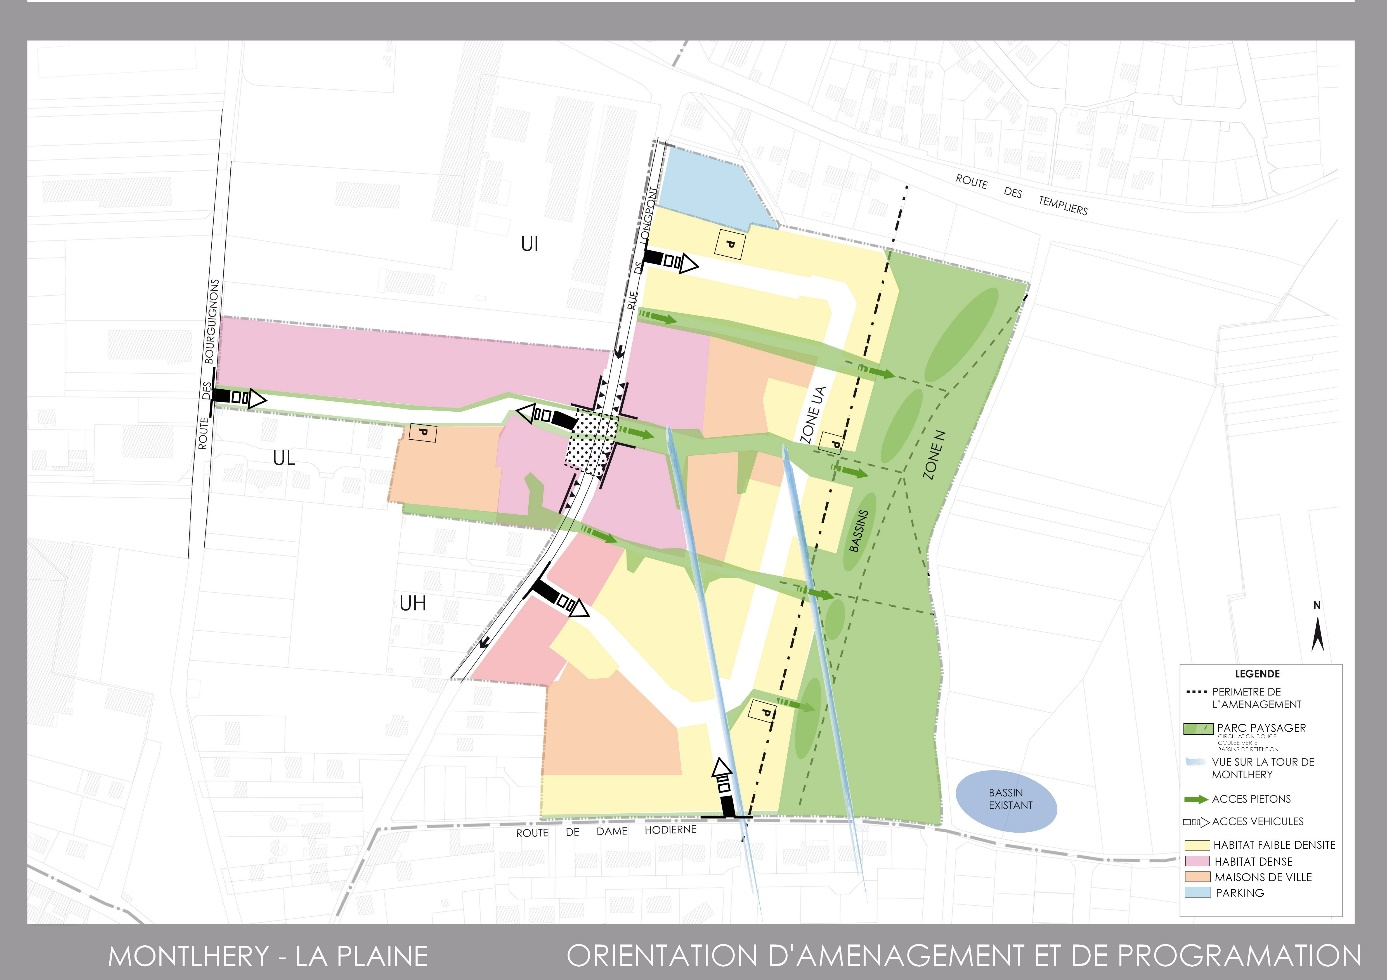 ROUTE DES TEMPLIERS
RUE DS LONGPONT
UI
P
ROUTE DES BOURGUIGNONS
ZONE UA
P
P
UL
ZONE N
BASSINS
UH
N
P
LEGENDE
PERIMETRE DE
L'AMENAGEMENT
PARC PAYSAGER
VUE SUR LA TOUR DE
MONTLHERY
ACCES PIETONS
ACCES VEHICULES
HABITAT FAIBLE DENSITE
HABITAT DENSE
MAISONS DE VILLE
PARKING
BASSIN
EXISTANT
ROUTE DE DAME HODIERNE
MONTLHERY - LA PLAINE
ORIENTATION D'AMENAGEMENT ET DE PROGRAMATION